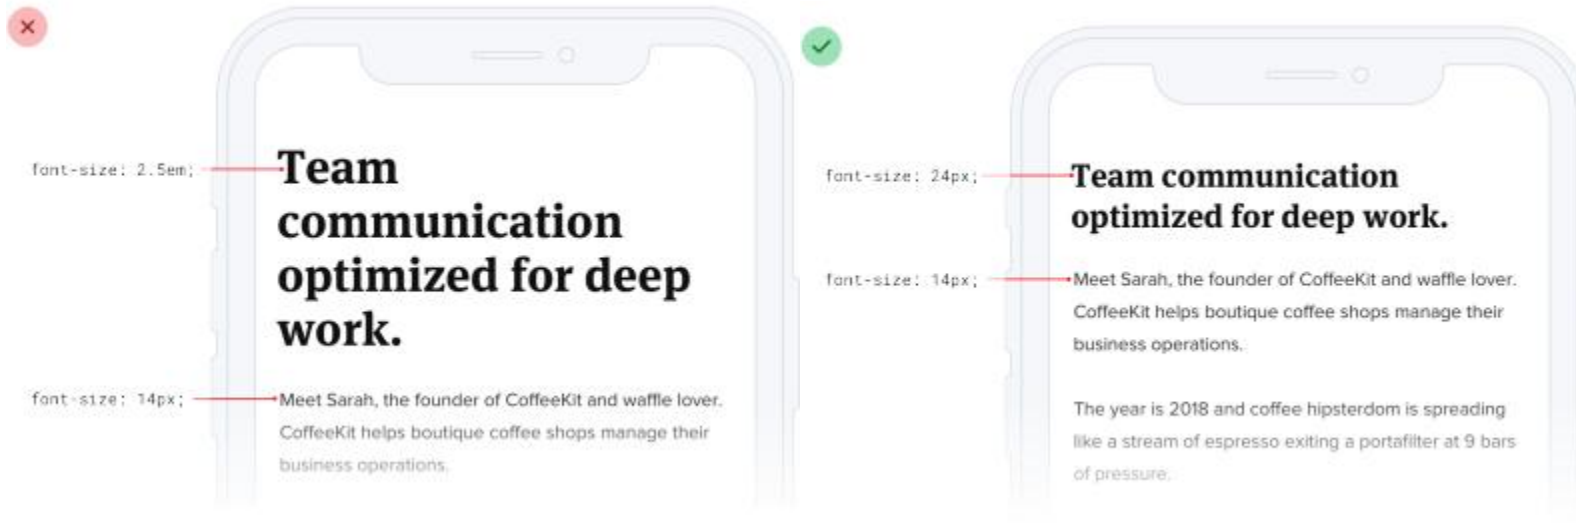 font-size: 2.5em;
Team
communication
optimized for deep
work.
font-size: 14px;
Meet Sarah, the founder of CoffeeKit and waffle lover.
CoffeeKit helps boutique coffee shops manage their
business operations.
font-size: 24px;
Team communication
optimized for deep work.
font-size: 14px;
Meet Sarah, the founder of CoffeeKit and waffle lover.
CoffeeKit helps boutique coffee shops manage their
business operations.
The year is 2018 and coffee hipsterdom is spreading
like a stream of espresso exiting a portafilter at 9 bars
of pressure.